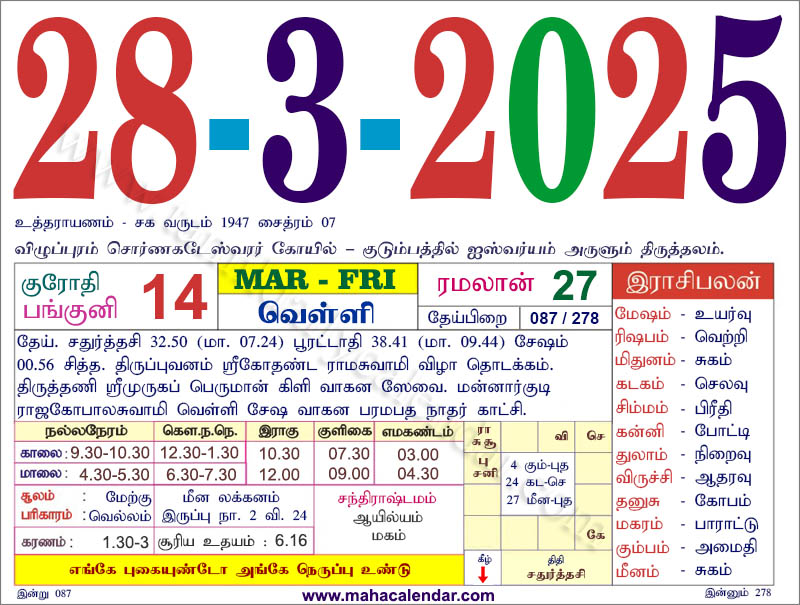 28-3-2025
உத்தராயணம் - சக வருடம் 1947 சைத்ரம் 07
விழுப்புரம் சொர்ணகடேஸ்வரர் கோயில் – குடும்பத்தில் ஐஸ்வர்யம் அருளும் திருத்தலம்.
குரோதி
பங்குனி
14
MAR - FRI
வெள்ளி
ரமலான் 27
தேய்பிறை 087 / 278
தேய். சதுர்த்தசி 32.50 (மா. 07.24) பூரட்டாதி 38.41 (மா. 09.44) சேஷம்
00.56 சித்த. திருப்புவனம் ஸ்ரீகோதண்ட ராமசுவாமி விழா தொடக்கம்.
திருத்தணி ஸ்ரீமுருகப் பெருமான் கிளி வாகன ஸேவை. மன்னார்குடி
ராஜகோபாலசுவாமி வெள்ளி சேஷ வாகன பரமபத நாதர் காட்சி.
நல்லநேரம் கௌ.ந.நெ. இராகு குளிகை எமகண்டம்
காலை: 9.30-10.30 12.30-1.30 10.30 07.30 03.00
மாலை: 4.30-5.30 6.30-7.30 12.00 09.00 04.30
சூலம் : மேற்கு
பரிகாரம் : வெல்லம்
மீன லக்கனம்
இருப்பு நா. 2 வி. 24
கரணம் : 1.30-3
சூரிய உதயம் : 6.16
சந்திராஷ்டமம்
ஆயில்யம்
மகம்
எங்கே புகையுண்டோ அங்கே நெருப்பு உண்டு
ரா
சுசூ
வி
செ
பு
சனி
4 கும்-புத
24 கட-செ
27 மீன-புத
கே
கீழ்
↓
திதி
சதுர்த்தசி
இராசிபலன்
மேஷம் - உயர்வு
ரிஷபம் - வெற்றி
மிதுனம் - சுகம்
கடகம் - செலவு
சிம்மம் - பிரீதி
கன்னி - போட்டி
துலாம் - நிறைவு
விருச்சி - ஆதரவு
தனுசு - கோபம்
மகரம் - பாராட்டு
கும்பம் - அமைதி
மீனம் - சுகம்
இன்று 087
www.mahacalendar.com
இன்னும் 278